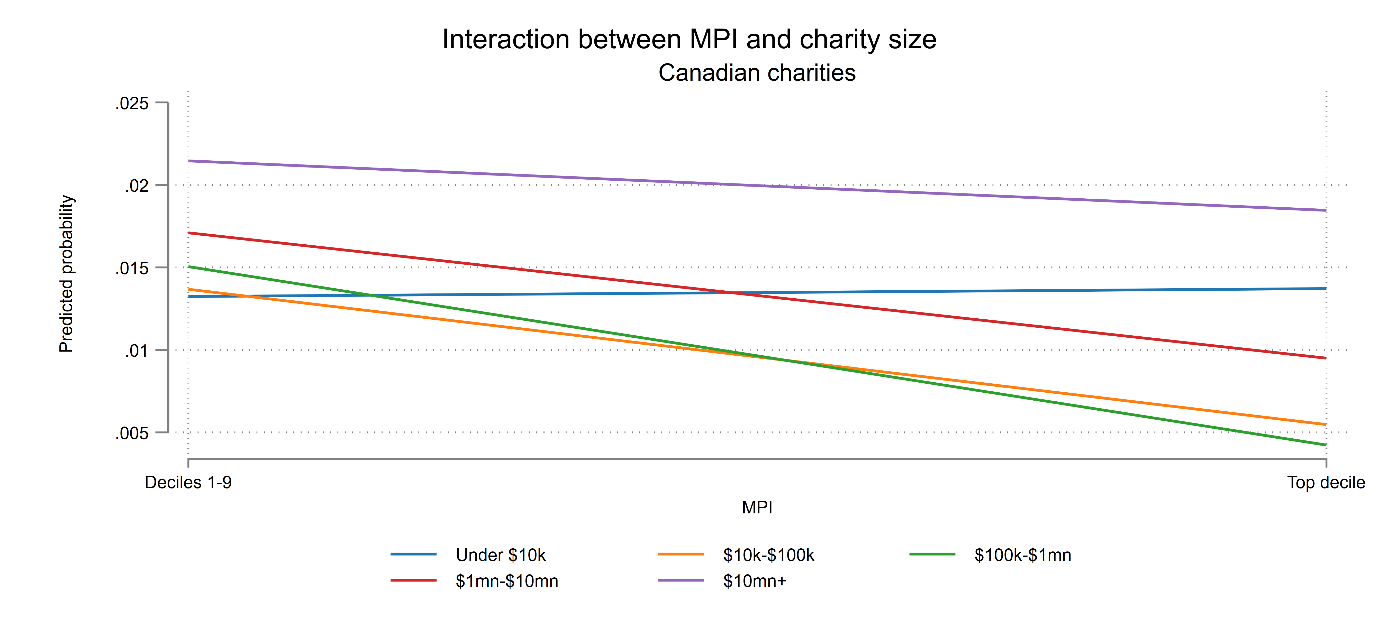 Interaction between MPI and charity size
Canadian charities
.025
.02
.015
.01
.005
Predicted probability
Deciles 1-9
Top decile
MPI
Under $10k
$10k-$100k
$100k-$1mn
$1mn-$10mn
$10mn+